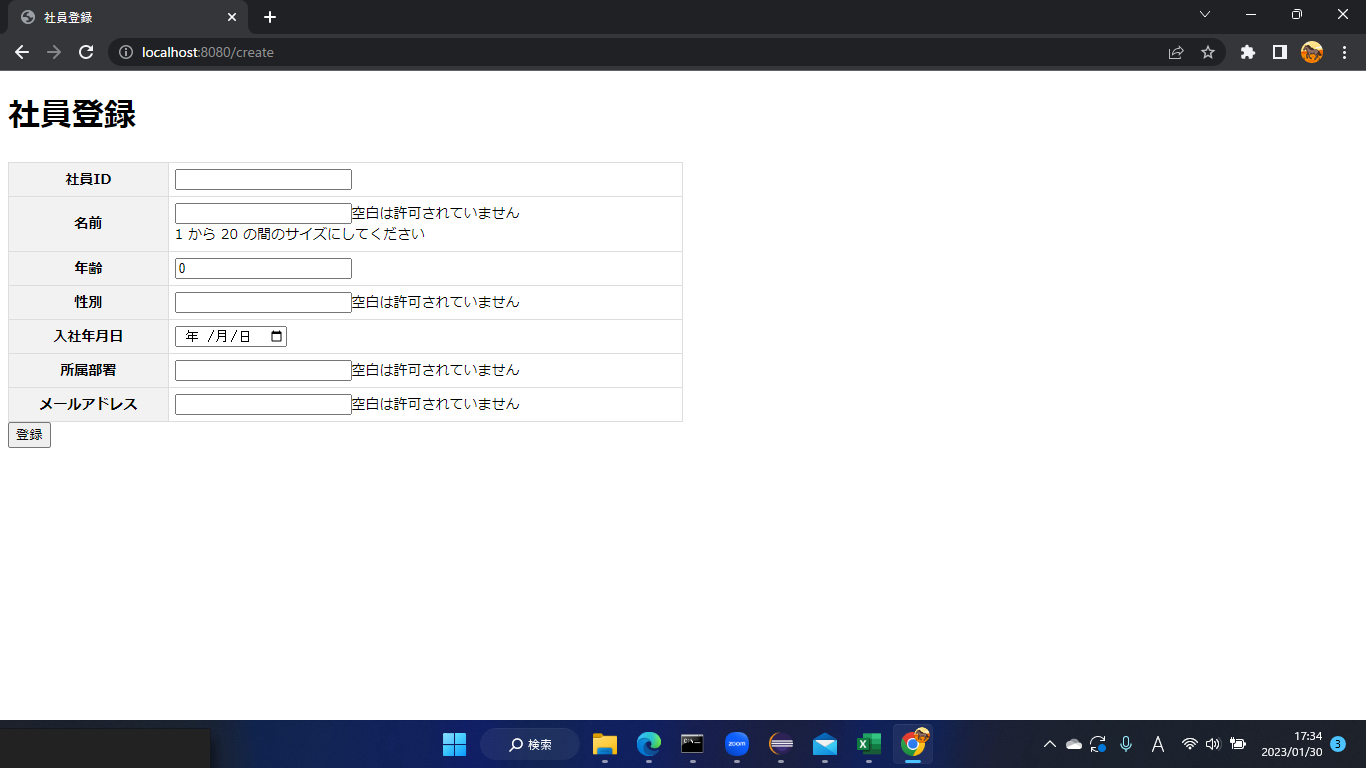 社員登録
localhost:8080/create
社員登録
社員ID
名前
空白は許可されていません
1 から 20 の間のサイズにしてください
年齢
0
性別
空白は許可されていません
入社年月日
年 /月/日
所属部署
空白は許可されていません
メールアドレス
空白は許可されていません
登録
検索
zoom
A
17:34
2023/01/30
3